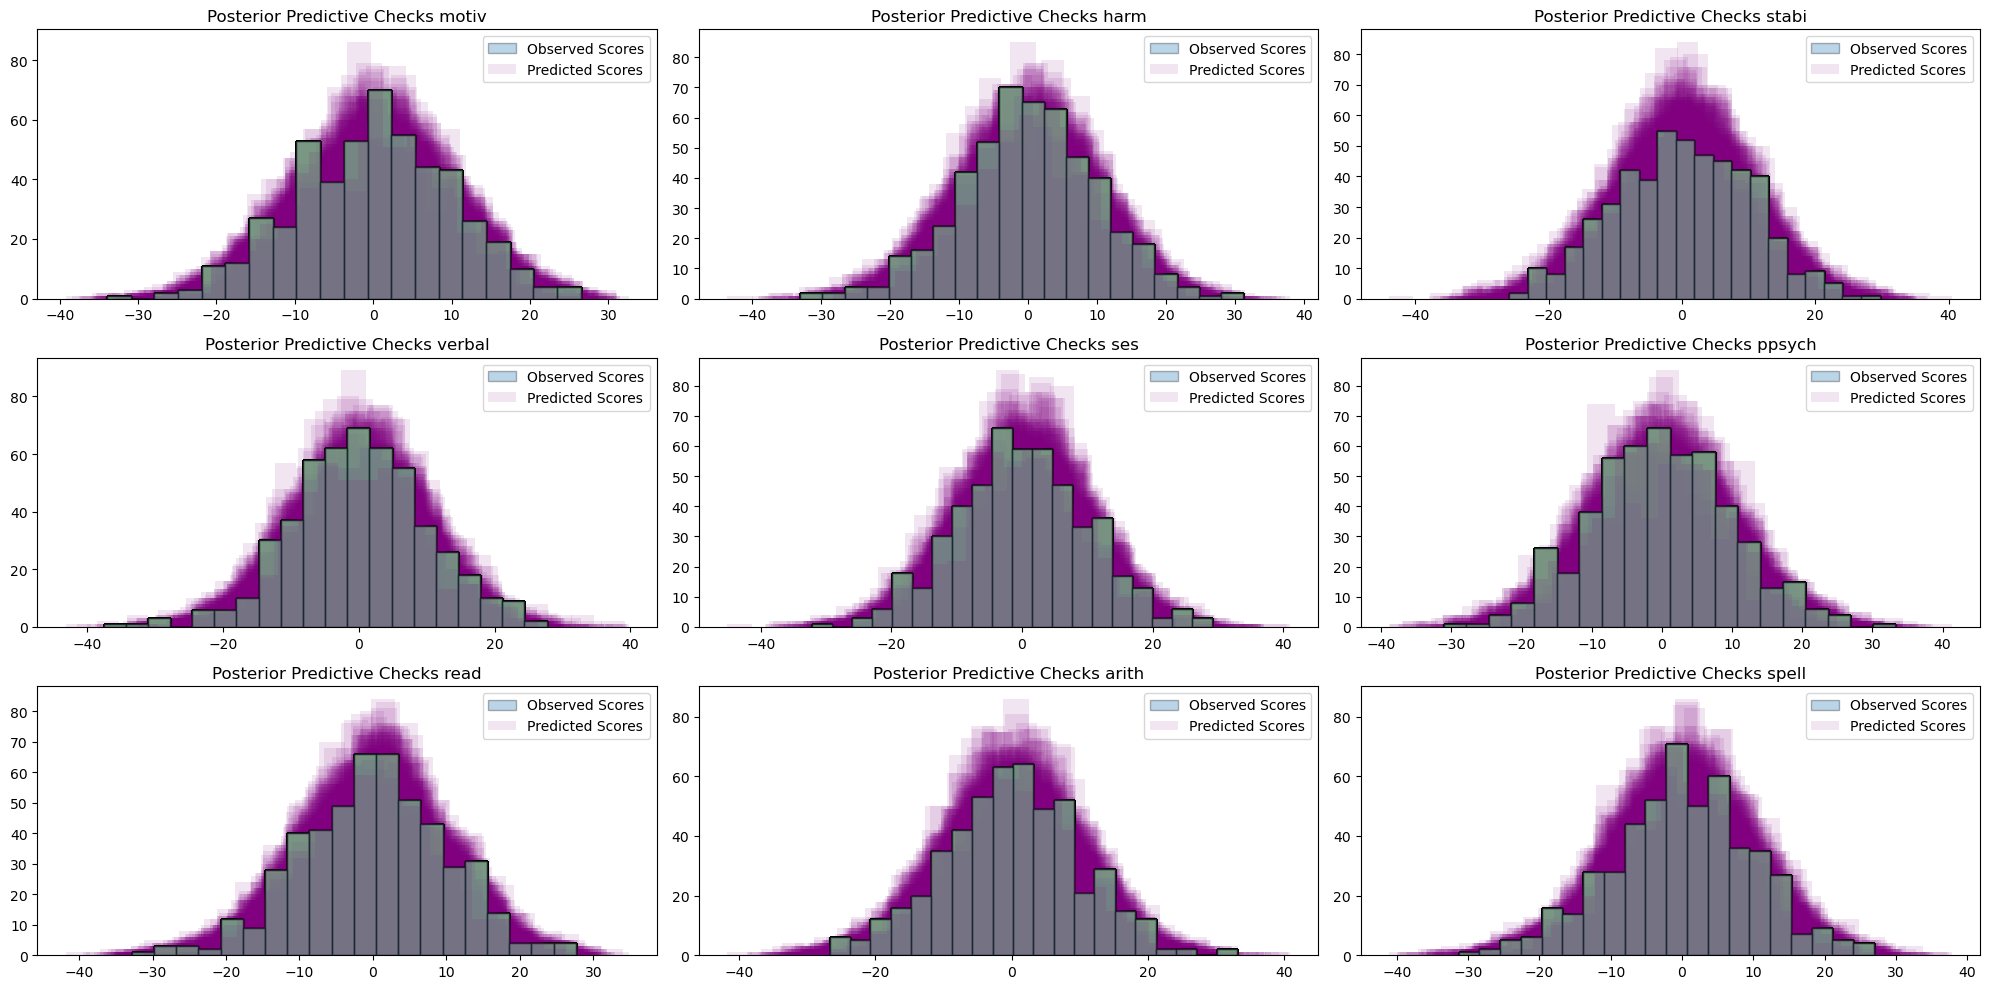 Posterior Predictive Checks motiv
Observed Scores
Predicted Scores
80
60
40
20
0
−40 −30 −20 −10 0 10 20 30
Posterior Predictive Checks harm
Observed Scores
Predicted Scores
80
70
60
50
40
30
20
10
0
−40 −30 −20 −10 0 10 20 30 40
Posterior Predictive Checks stabi
Observed Scores
Predicted Scores
80
70
60
50
40
30
20
10
0
−40 −20 0 20 40
Posterior Predictive Checks verbal
Observed Scores
Predicted Scores
80
60
40
20
0
−40 −20 0 20 40
Posterior Predictive Checks ses
Observed Scores
Predicted Scores
80
70
60
50
40
30
20
10
0
−40 −20 0 20 40
Posterior Predictive Checks ppsych
Observed Scores
Predicted Scores
80
70
60
50
40
30
20
10
0
−40 −30 −20 −10 0 10 20 30 40
Posterior Predictive Checks read
Observed Scores
Predicted Scores
80
70
60
50
40
30
20
10
0
−40 −30 −20 −10 0 10 20 30
Posterior Predictive Checks arith
Observed Scores
Predicted Scores
80
60
40
20
0
−40 −20 0 20 40
Posterior Predictive Checks spell
Observed Scores
Predicted Scores
80
60
40
20
0
−40 −30 −20 −10 0 10 20 30 40